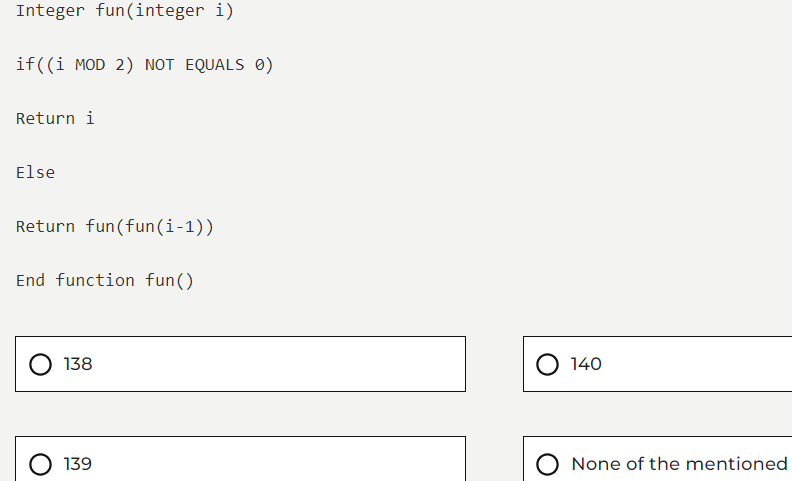 Integer fun(integer i)
if((i MOD 2) NOT EQUALS 0)
Return i
Else
Return fun(fun(i-1))
End function fun()
138
140
139
None of the mentioned